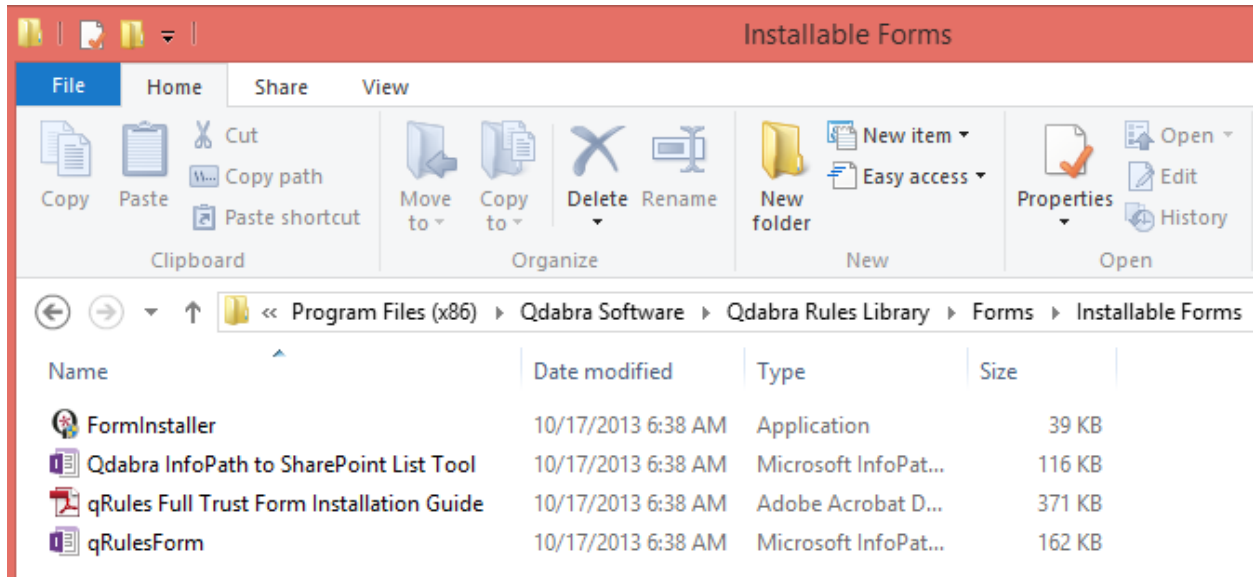 Installable Forms
File Home Share View
Cut
Copy path
Paste shortcut
Copy Paste
Move to
Copy to
Delete Rename
New folder
New item
Easy access
Properties
Open
Edit
History
Clipboard Organize New Open
« Program Files (x86) Qdabra Software Qdabra Rules Library Forms Installable Forms
Name Date modified Type Size
FormInstaller 10/17/2013 6:38 AM Application 39 KB
Qdabra InfoPath to SharePoint List Tool 10/17/2013 6:38 AM Microsoft InfoPat... 116 KB
qRules Full Trust Form Installation Guide 10/17/2013 6:38 AM Adobe Acrobat D... 371 KB
qRulesForm 10/17/2013 6:38 AM Microsoft InfoPat... 162 KB